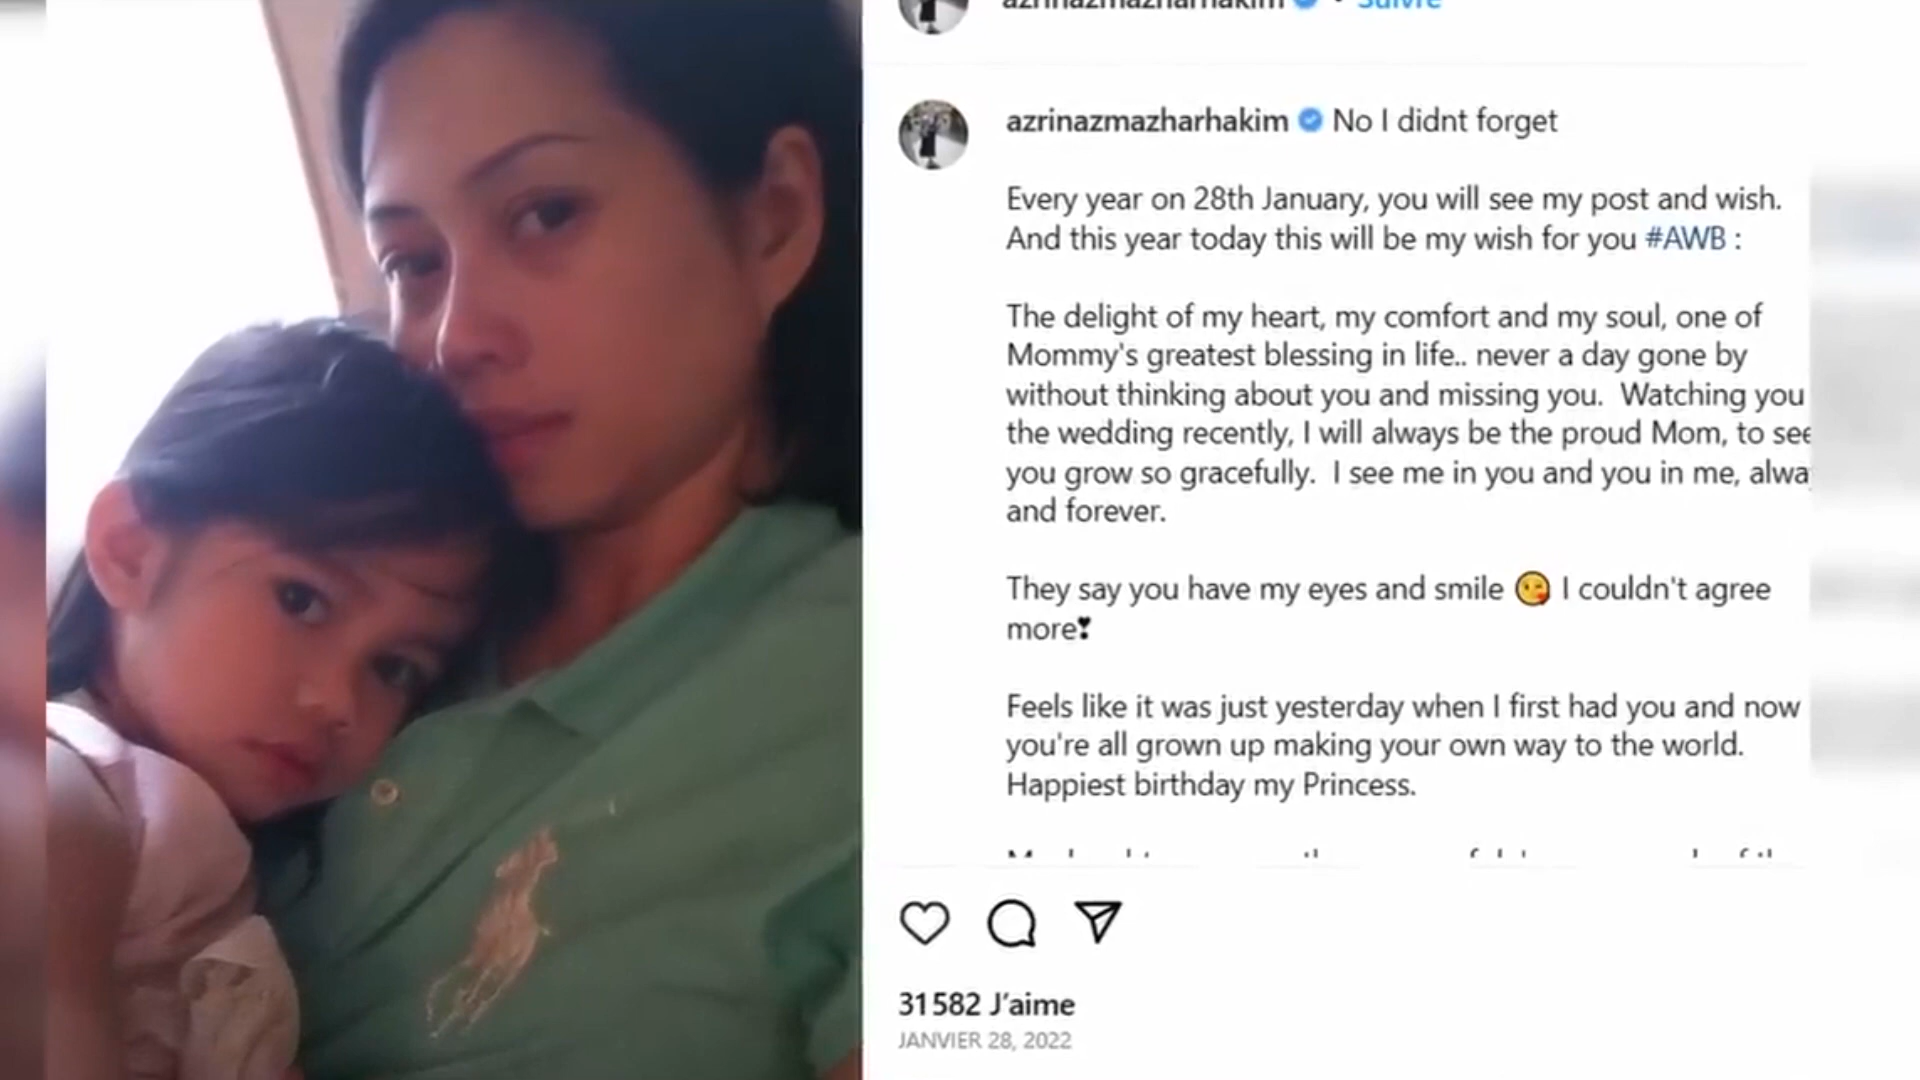 azrinazmazharhakim • Suivre
azrinazmazharhakim No I didnt forget
Every year on 28th January, you will see my post and wish.
And this year today this will be my wish for you #AWB :
The delight of my heart, my comfort and my soul, one of
Mommy's greatest blessing in life.. never a day gone by
without thinking about you and missing you. Watching you
the wedding recently, I will always be the proud Mom, to see
you grow so gracefully. I see me in you and you in me, alwa
and forever.
They say you have my eyes and smile 😘 I couldn't agree
more❣
Feels like it was just yesterday when I first had you and now
you're all grown up making your own way to the world.
Happiest birthday my Princess.
31 582 J'aime
JANVIER 28, 2022